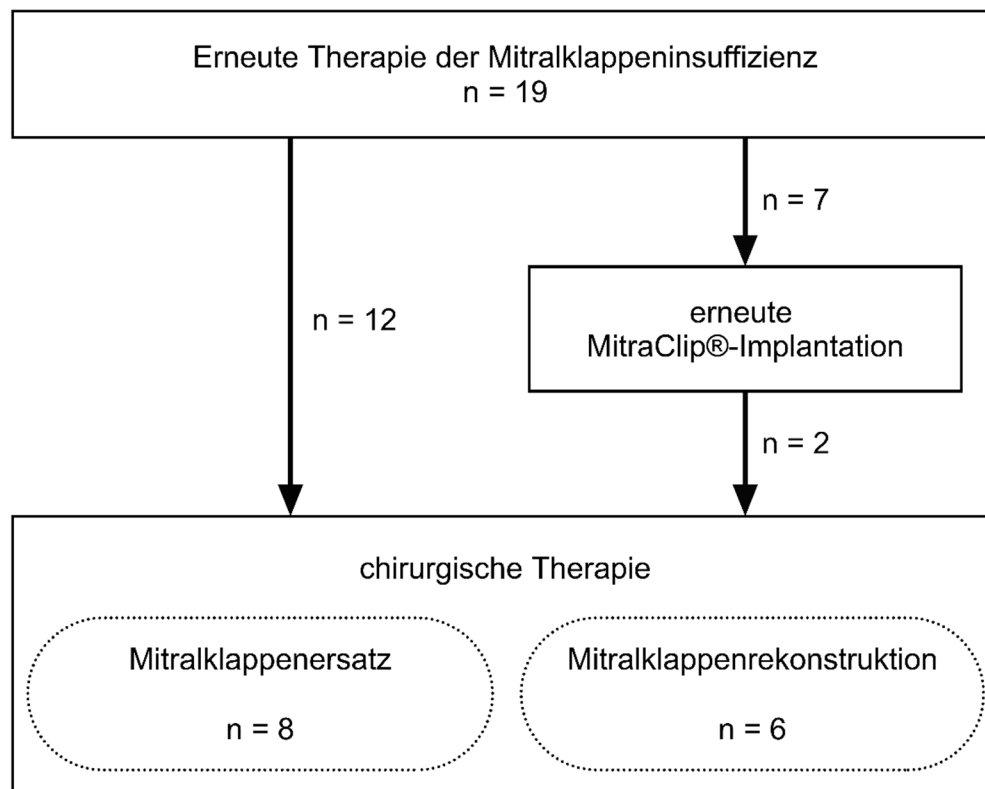 Erneute Therapie der Mitralklappeninsuffizienz
n = 19
n = 7
n = 12
erneute
MitraClip®-Implantation
n = 2
chirurgische Therapie
Mitralklappenersatz
n = 8
Mitralklappenrekonstruktion
n = 6